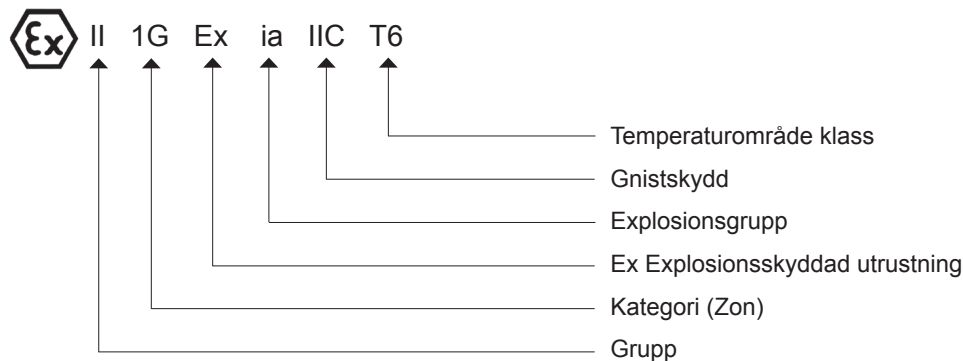 Ex II 1G Ex ia IIC T6
Temperaturområde klass
Gnistskydd
Explosionsgrupp
Ex Explosionsskyddad utrustning
Kategori (Zon)
Grupp